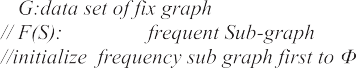 G:data set of fix graph
// F(S): frequent Sub-graph
//initialize frequency sub graph first to Φ